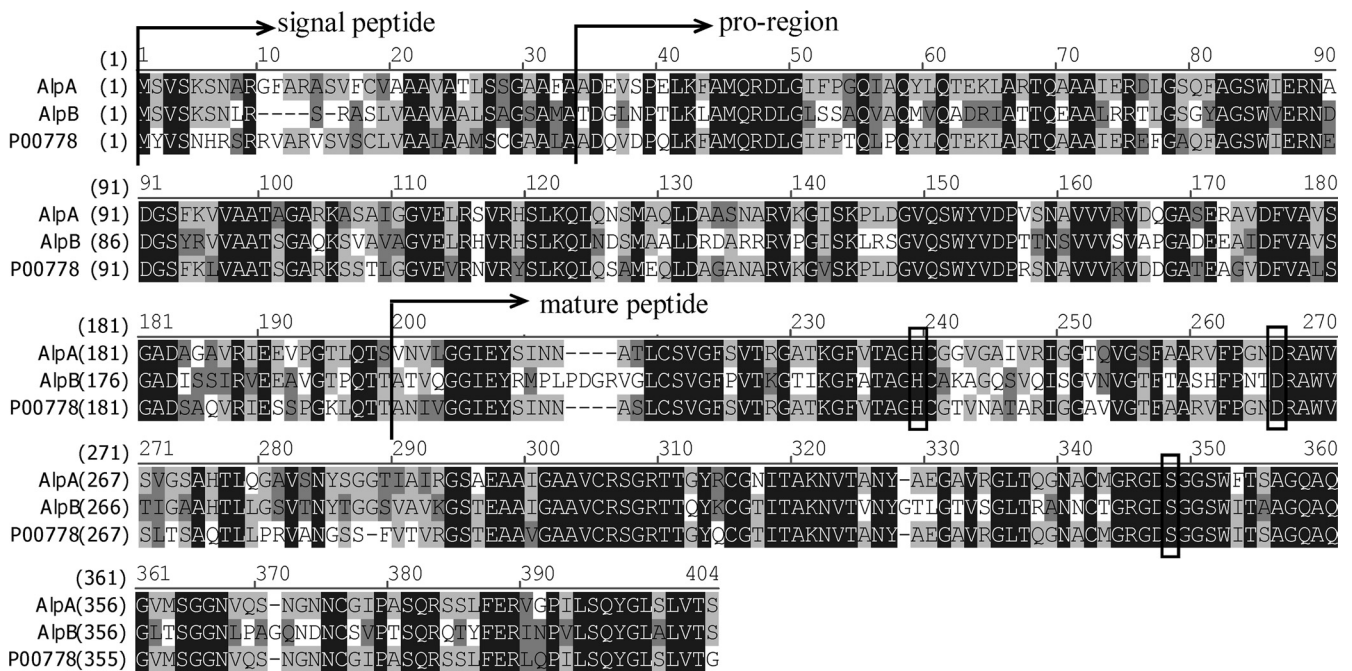 signal peptide pro-region
(1) 1 10 20 30 40 50 60 70 80 90
AlpA (1) MSVSKSNARGFARASVFCVAAAVATLSSGAAFAADEVSPELKFAMQRDLGIFPGQIAQYLQTEKIARTQAAAIERDLGSQFAGSWIERNA
AlpB (1) MSVSKSNLR----S-RASLVAAVAALSAGSAMATDGLNPTLKLAMQRDLGLSSAQVAQMVQADRIATTQEAALRRTLGSGYAGSWVERND
P00778 (1) MYVSNHRSRRVARVSVSCLVAALAAMSCGAALAADQVDPQLKFAMQRDLGIFPTQLPQYLQTEKIARTQAAAIEREFGAQFAGSWIERNE
(91) 91 100 110 120 130 140 150 160 170 180
AlpA (91) DGSFKVVAATAGARKASAIGGVELRSVRHSLKQLQNSMAQLDAASNARVKGISKPLDGVQSWYVDPVSNAVVVRVDQGASERAVDFVAVS
AlpB (86) DGSYRVVAATSGAQKSVAVAGVELRHVRHSLKQLNDSMAALDRDARRRVPGISKLRSGVQSWYVDPTTNSVVVSVAPGADEEAIDFVAVS
P00778 (91) DGSFKLVAATSGARKSSTLGGVEVRNVRYSLKQLQSAMEQLDAGANARVKGVSKPLDGVQSWYVDPRSNAVVVKVDDGATEAGVDFVALS
mature peptide
(181) 181 190 200 230 240 250 260 270
AlpA(181) GADAGAVRIEEVPGTLQTSVNVLGGIEYSINN----ATLCSVGFSVTRGATKGFVTAGHCGGVGAIVRIGGTQVGSFAARVFPGNDRAWV
AlpB(176) GADISSIRVEEAVGTPQTTATVQGGIEYRMPLPDGRVGLCSVGFPVTKGTIKGFATAGHCAKAGQSVQISGVNVGTFTASHFPNTDRAWV
P00778(181) GADSAQVRIESSPGKLQTTANIVGGIEYSINN----ASLCSVGFSVTRGATKGFVTAGHCGTVNATARIGGAVVGTFAARVFPGNDRAWV
(271) 271 280 290 300 310 320 330 340 350 360
AlpA(267) SVGSAHTLQGAVSNYSGGTIAIRGSAEAAIGAAVCRSGRTTGYRCGNITAKNVTANY-AEGAVRGLTQGNACMGRGDSGGSWFTSAGQAQ
AlpB(266) TIGAAHTLLGSVTNYTGGSVAVKGSTEAAIGAAVCRSGRTTQYKCGTITAKNVTVNYGTLGTVSGLTRANNCTGRGDSGGSWITAAGQAQ
P00778(267) SLTSAQTLLPRVANGSS-FVTVRGSTEAAVGAAVCRSGRTTGYQCGTITAKNVTANY-AEGAVRGLTQGNACMGRGDSGGSWITSAGQAQ
(361) 361 370 380 390 404
AlpA(356) GVMSGGNVQS-NGNNCGIPASQRSSLFERVGPILSQYGLSLVTS
AlpB(356) GLTSGGNLPAGQNDNCSVPTSQRQTYFERINPVLSQYGLALVTS
P00778(355) GVMSGGNVQS-NGNNCGIPASQRSSLFERLQPILSQYGLSLVTG